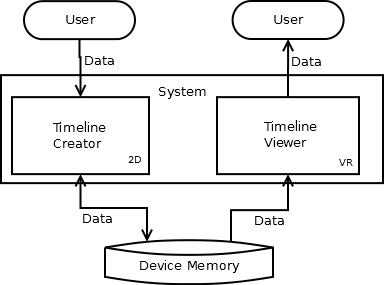 User
User
Data
Data
System
Timeline
Creator
2D
Timeline
Viewer
VR
Data
Data
Device Memory